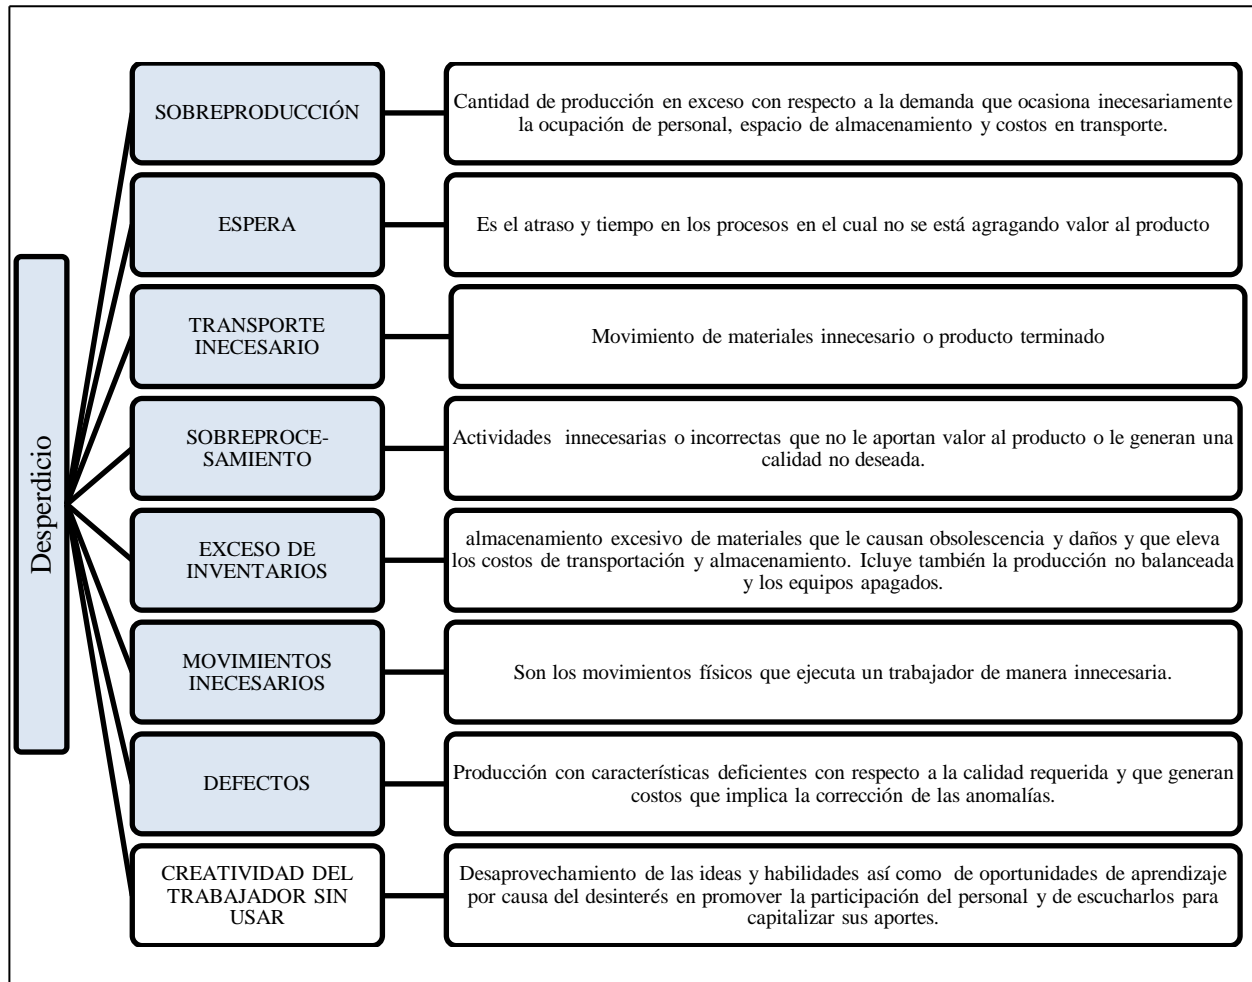 Desperdicio
SOBREPRODUCCIÓN
Cantidad de producción en exceso con respecto a la demanda que ocasiona inecesariamente
la ocupación de personal, espacio de almacenamiento y costos en transporte.
ESPERA
Es el atraso y tiempo en los procesos en el cual no se está agragando valor al producto
TRANSPORTE
INECESARIO
Movimiento de materiales innecesario o producto terminado
SOBREPROCE-
SAMIENTO
Actividades innecesarias o incorrectas que no le aportan valor al producto o le generan una
calidad no deseada.
EXCESO DE
INVENTARIOS
almacenamiento excesivo de materiales que le causan obsolescencia y daños y que eleva
los costos de transportación y almacenamiento. Icluye también la producción no balanceada
y los equipos apagados.
MOVIMIENTOS
INECESARIOS
Son los movimientos físicos que ejecuta un trabajador de manera innecesaria.
DEFECTOS
Producción con características deficientes con respecto a la calidad requerida y que generan
costos que implica la corrección de las anomalías.
CREATIVIDAD DEL
TRABAJADOR SIN
USAR
Desaprovechamiento de las ideas y habilidades así como de oportunidades de aprendizaje
por causa del desinterés en promover la participación del personal y de escucharlos para
capitalizar sus aportes.